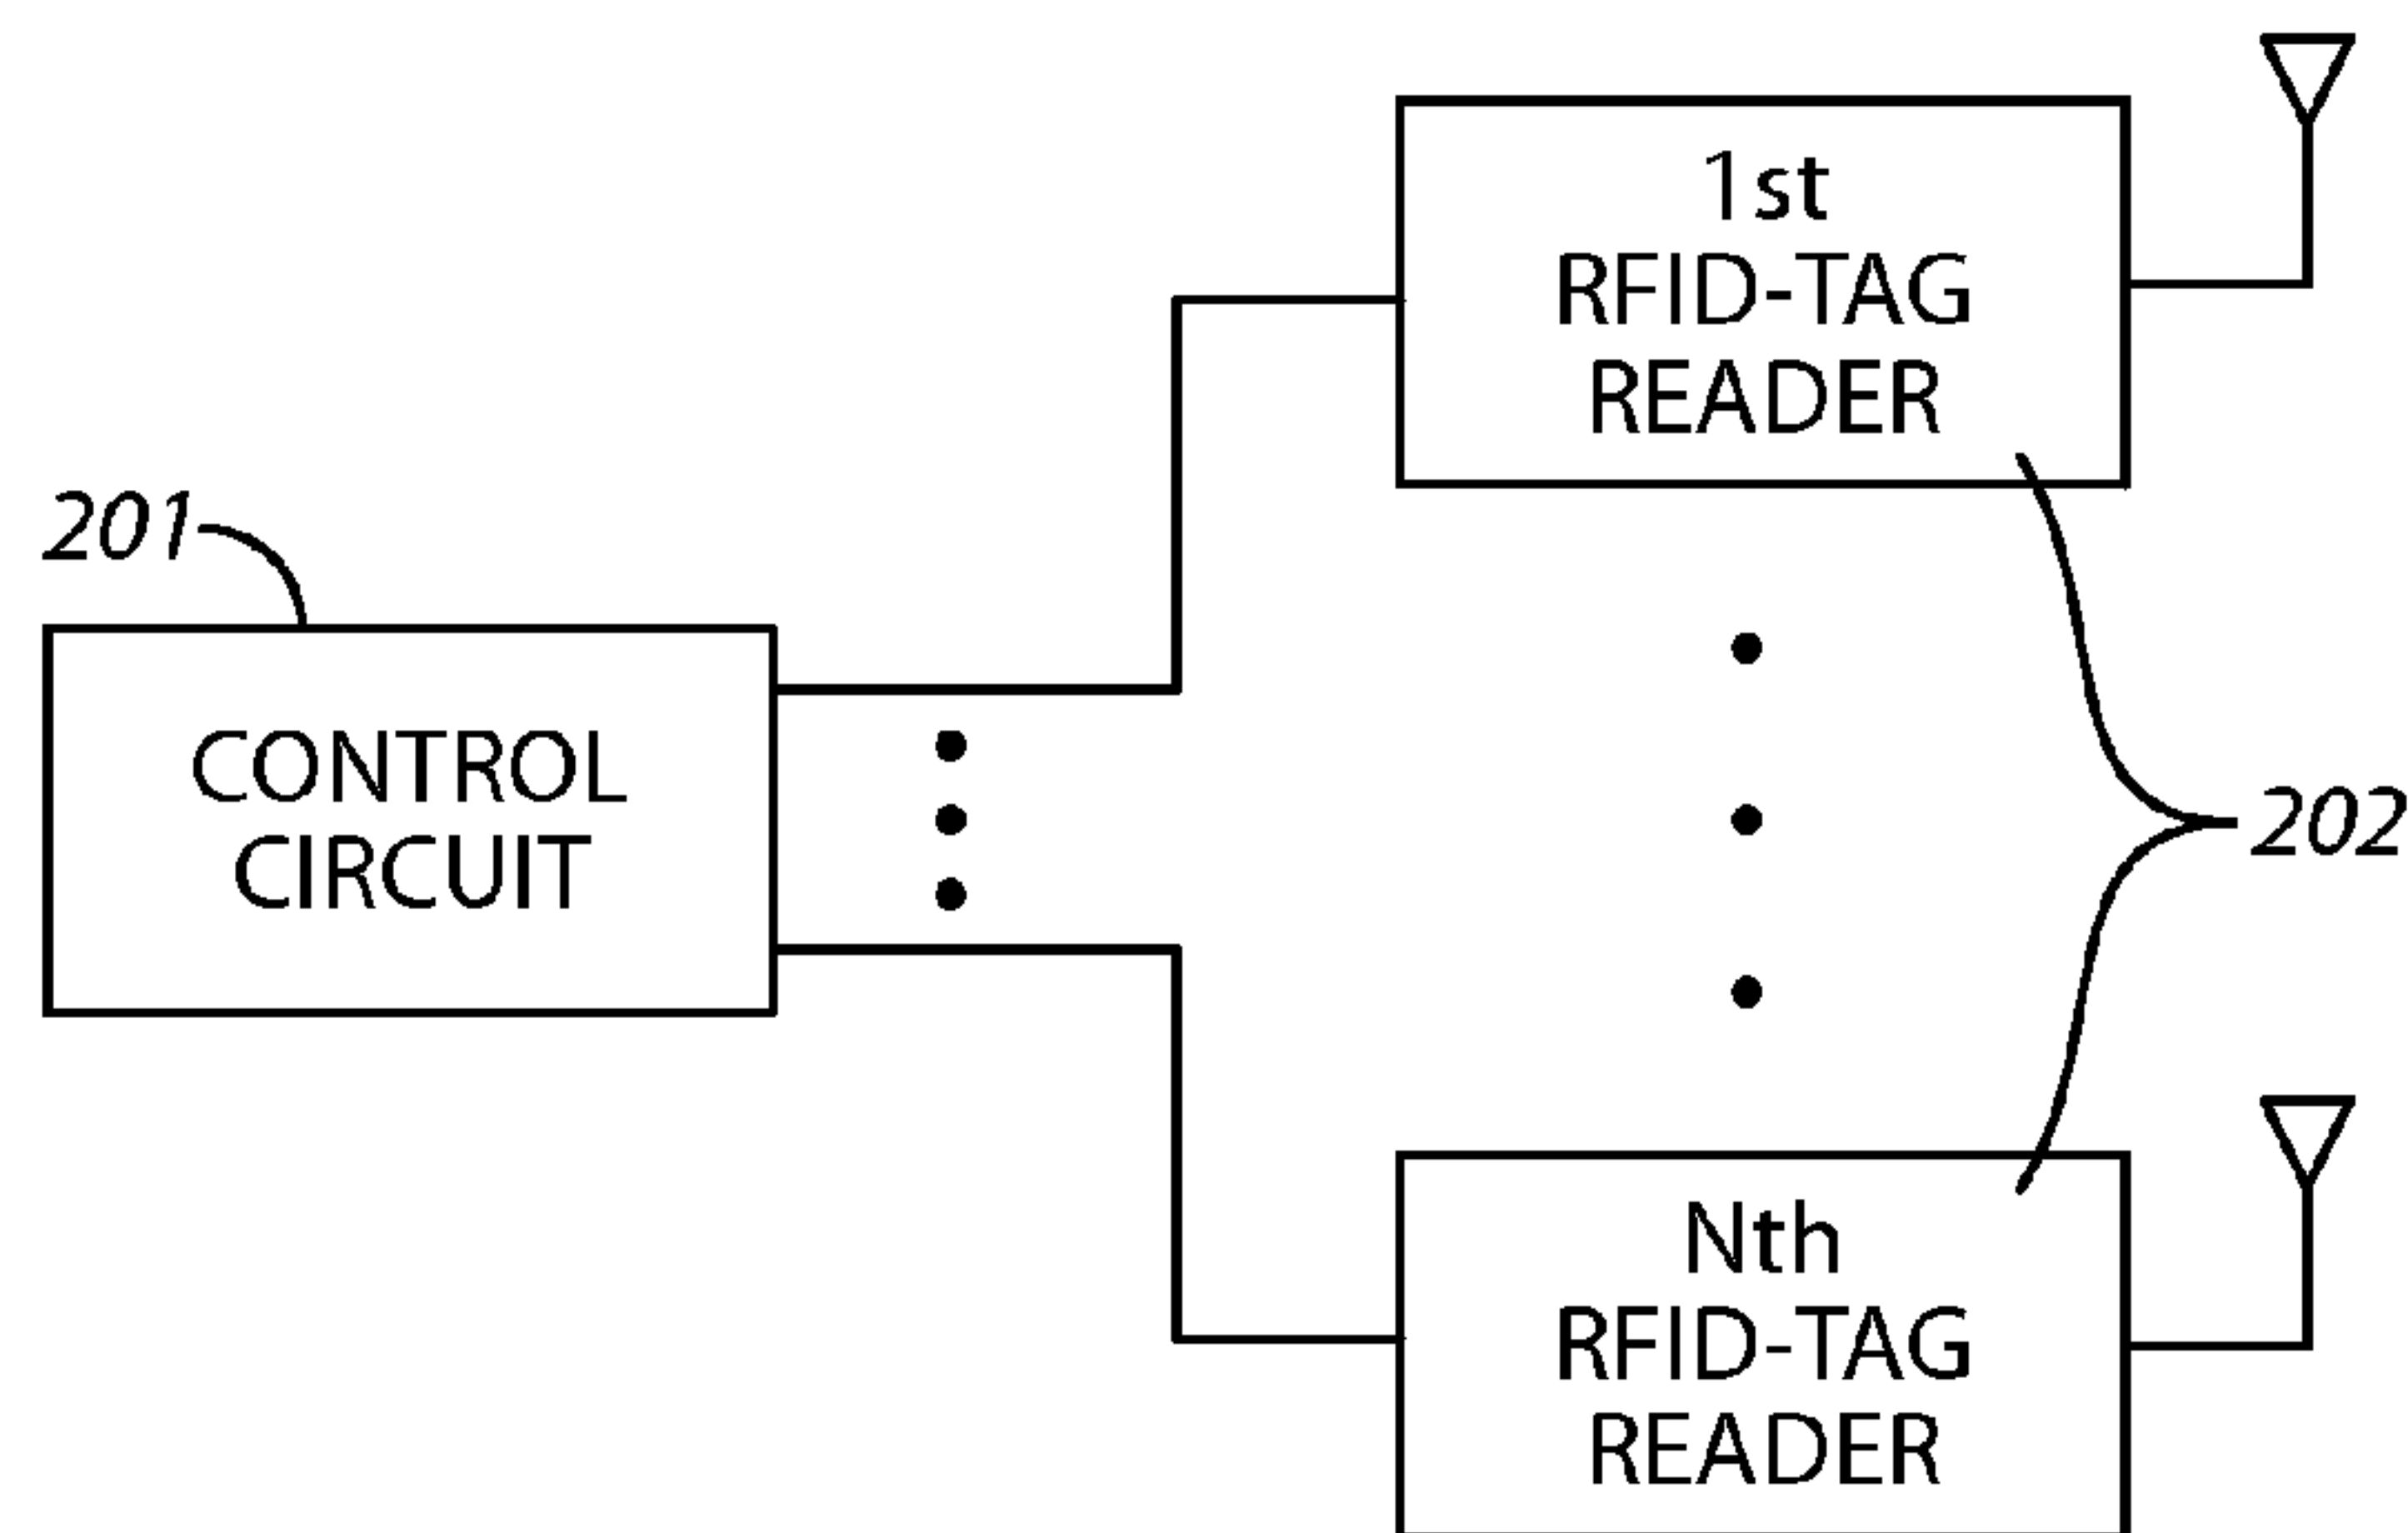 1st
RFID-TAG
READER
201
CONTROL
CIRCUIT
202
Nth
RFID-TAG
READER